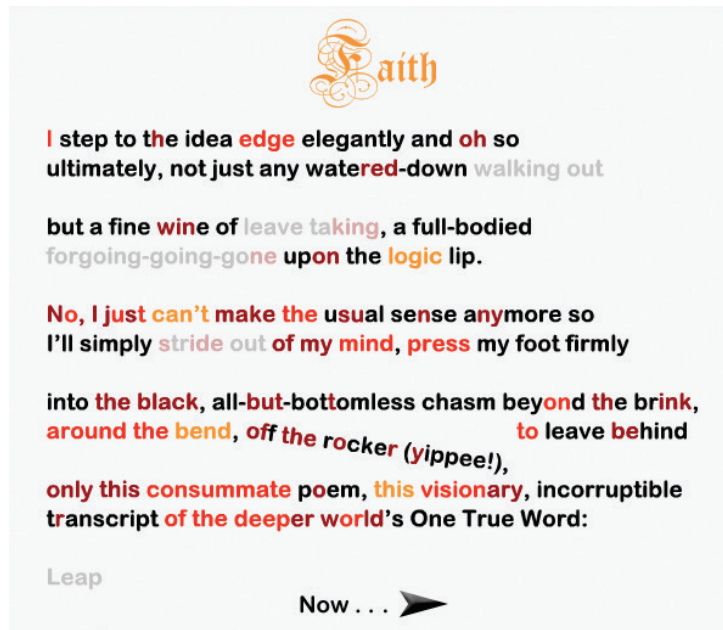 Faith
I step to the idea edge elegantly and oh so
ultimately, not just any watered-down walking out
but a fine wine of leave taking, a full-bodied
forgoing-going-gone upon the logic lip.
No, I just can't make the usual sense anymore so
I'll simply stride out of my mind, press my foot firmly
into the black, all-but-bottomless chasm beyond the brink,
around the bend, off the rocker (yippee!), to leave behind
only this consummate poem, this visionary, incorruptible
transcript of the deeper world's One True Word:
Leap
Now . . .